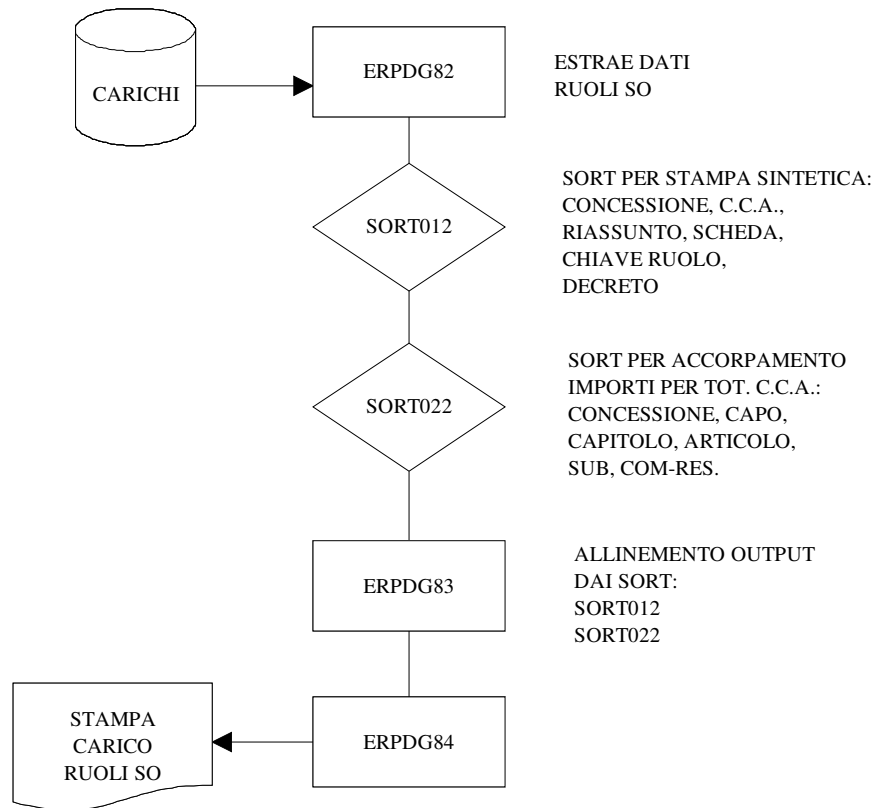 CARICHI
ERPDG82
ESTRAE DATI
RUOLI SO
SORT012
SORT PER STAMPA SINTETICA:
CONCESSIONE, C.C.A.,
RIASSUNTO, SCHEDA,
CHIAVE RUOLO,
DECRETO
SORT022
SORT PER ACCORPAMENTO
IMPORTI PER TOT. C.C.A.:
CONCESSIONE, CAPO,
CAPITOLO, ARTICOLO,
SUB, COM-RES.
ERPDG83
ALLINEMENTO OUTPUT
DAI SORT:
SORT012
SORT022
STAMPA
CARICO
RUOLI SO
ERPDG84